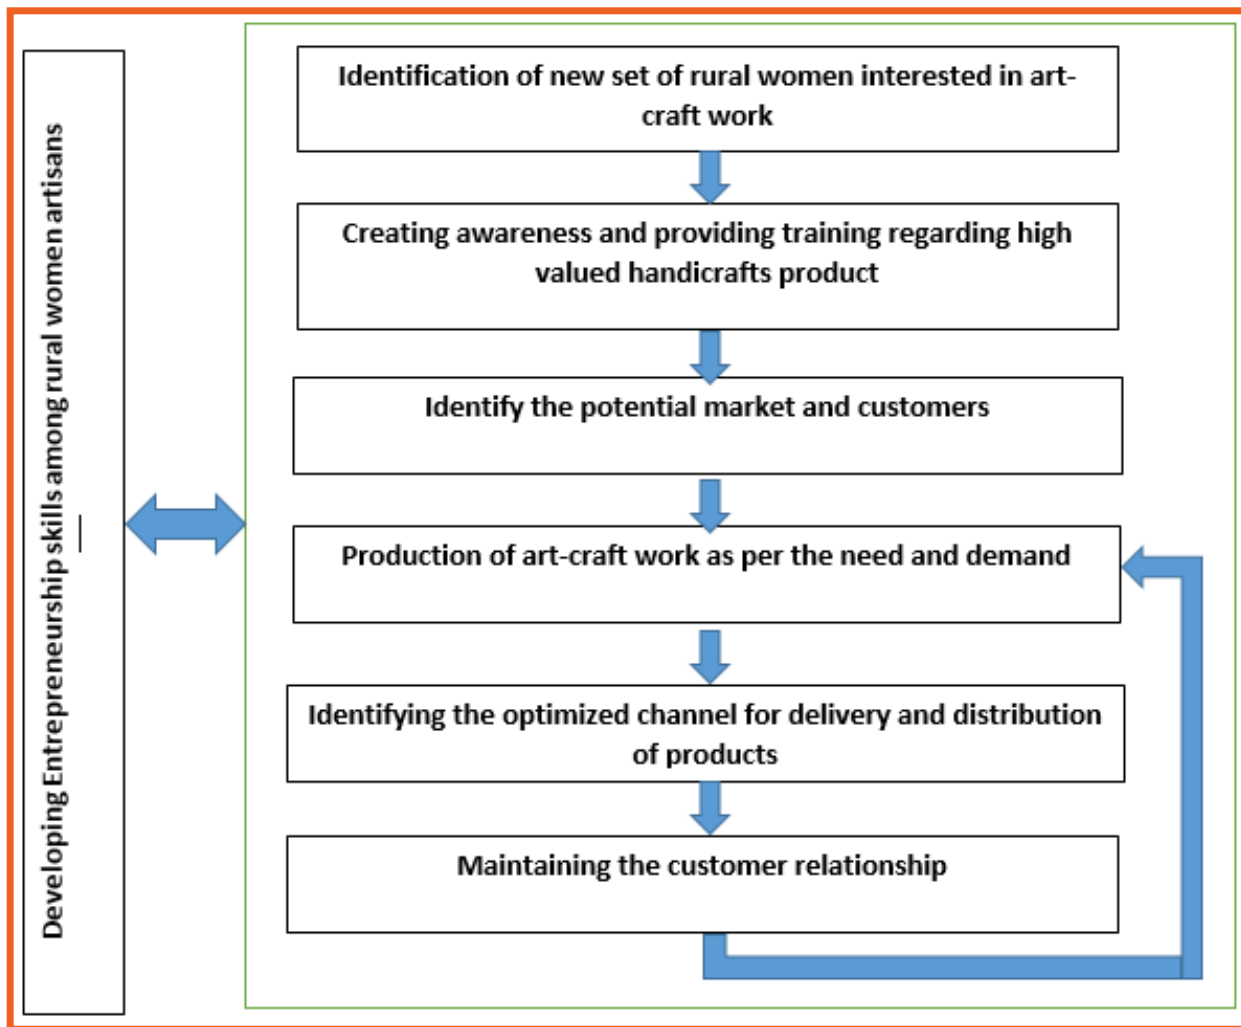 Developing Entrepreneurship skills among rural women artisans
Identification of new set of rural women interested in art-
craft work
Creating awareness and providing training regarding high
valued handicrafts product
Identify the potential market and customers
Production of art-craft work as per the need and demand
Identifying the optimized channel for delivery and distribution
of products
Maintaining the customer relationship